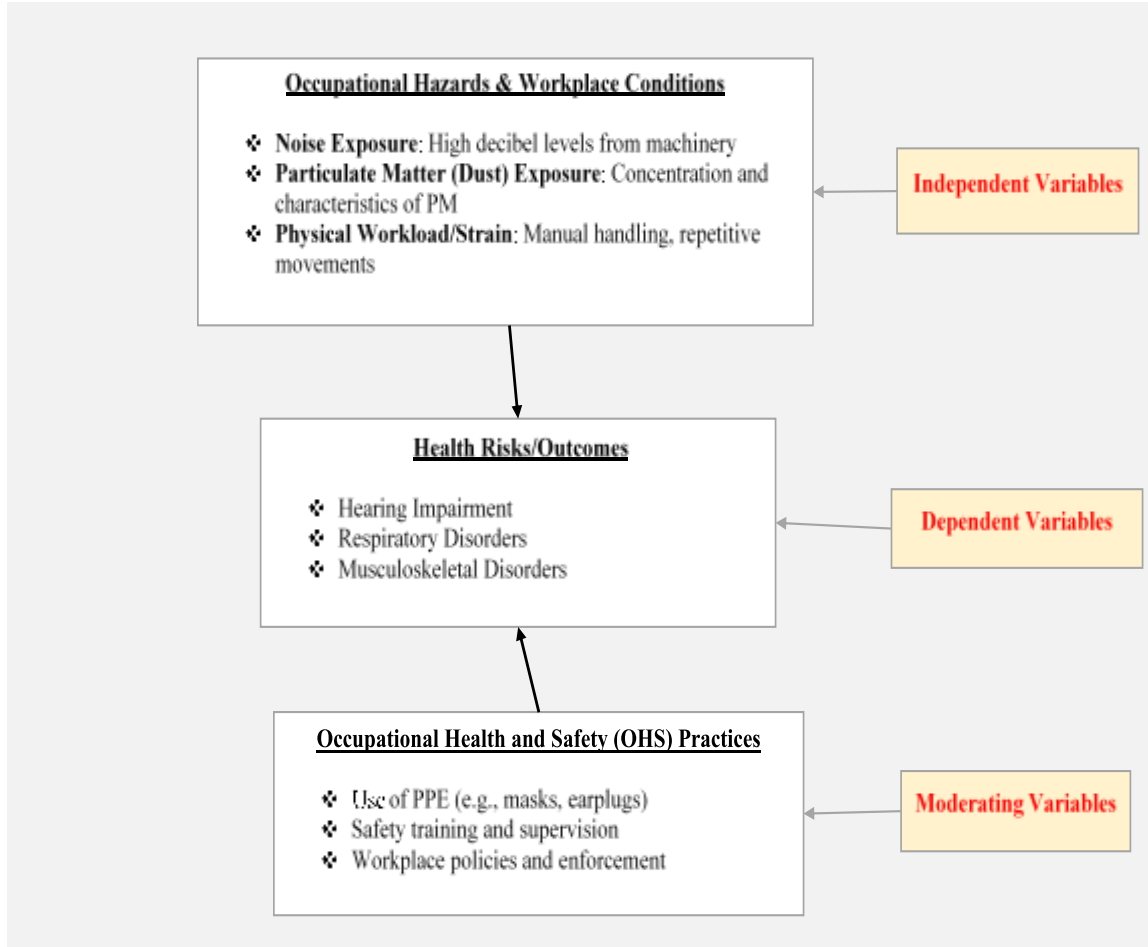 Occupational Hazards & Workplace Conditions
❖ Noise Exposure: High decibel levels from machinery
❖ Particulate Matter (Dust) Exposure: Concentration and
characteristics of PM
❖ Physical Workload/Strain: Manual handling, repetitive
movements
Independent Variables
Health Risks/Outcomes
❖ Hearing Impairment
❖ Respiratory Disorders
❖ Musculoskeletal Disorders
Dependent Variables
Occupational Health and Safety (OHS) Practices
❖ Use of PPE (e.g., masks, earplugs)
❖ Safety training and supervision
❖ Workplace policies and enforcement
Moderating Variables